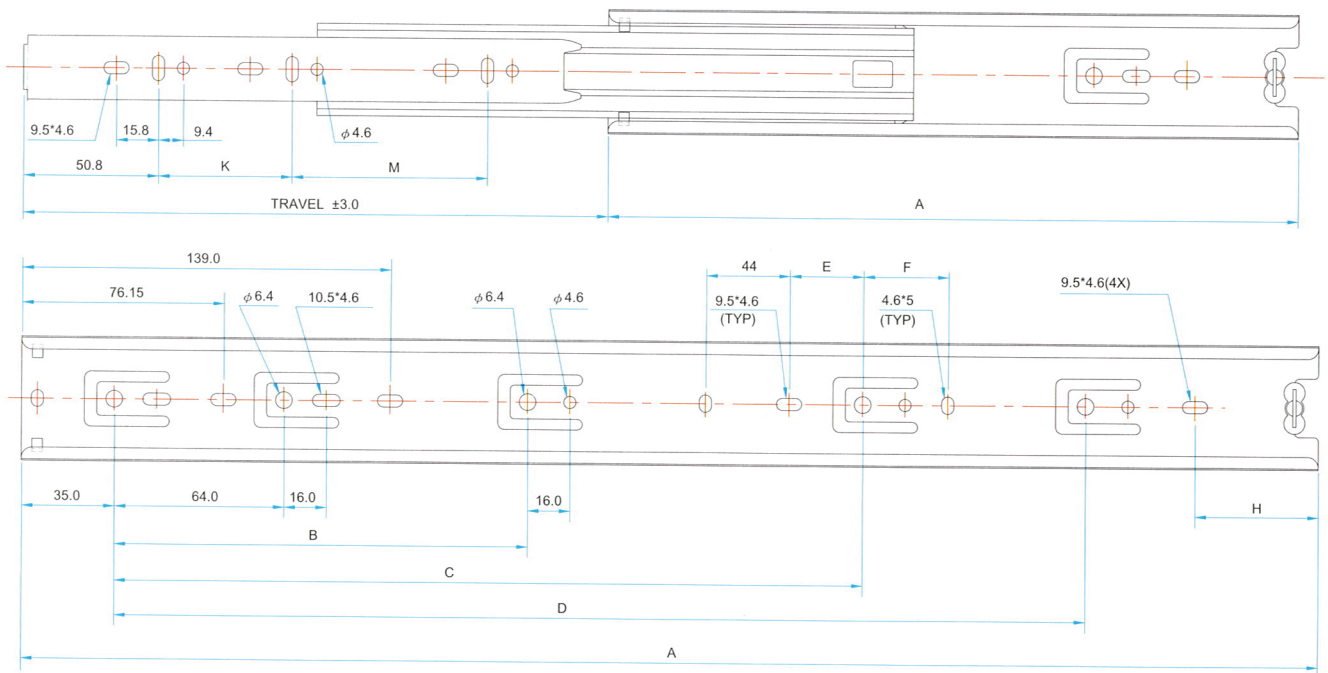 9.5*4.6
15.8
9.4
φ4.6
50.8
K
M
TRAVEL ±3.0
A
139.0
76.15
φ6.4
10.5*4.6
φ6.4
φ4.6
44
E
F
9.5*4.6
(TYP)
4.6*5
(TYP)
9.5*4.6(4X)
35.0
64.0
16.0
16.0
H
B
C
D
A